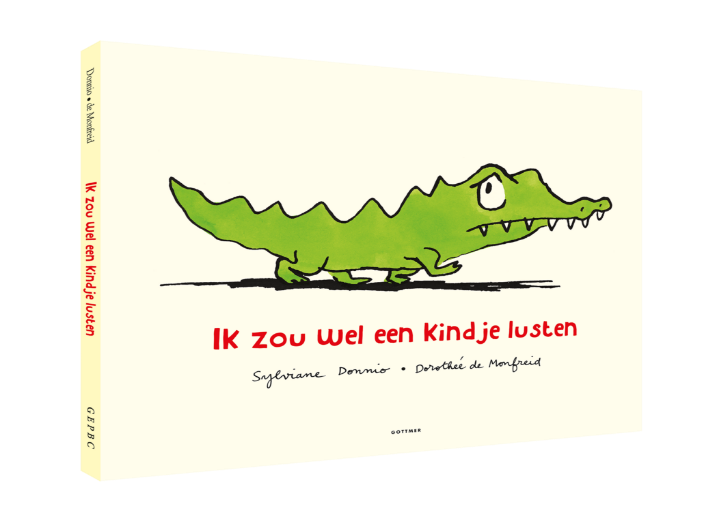 Donnio • de Monfreid
Ik zou wel een kindje lusten
GEPBC
Ik zou wel een kindje lusten
Sylviane Donnio • Dorotheé de Monfreid
GOTTMER